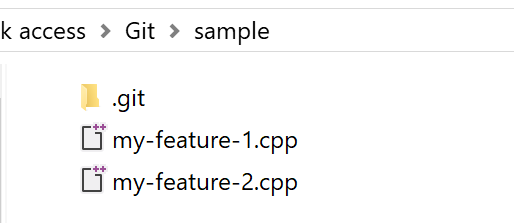 k access > Git > sample
.git
my-feature-1.cpp
my-feature-2.cpp